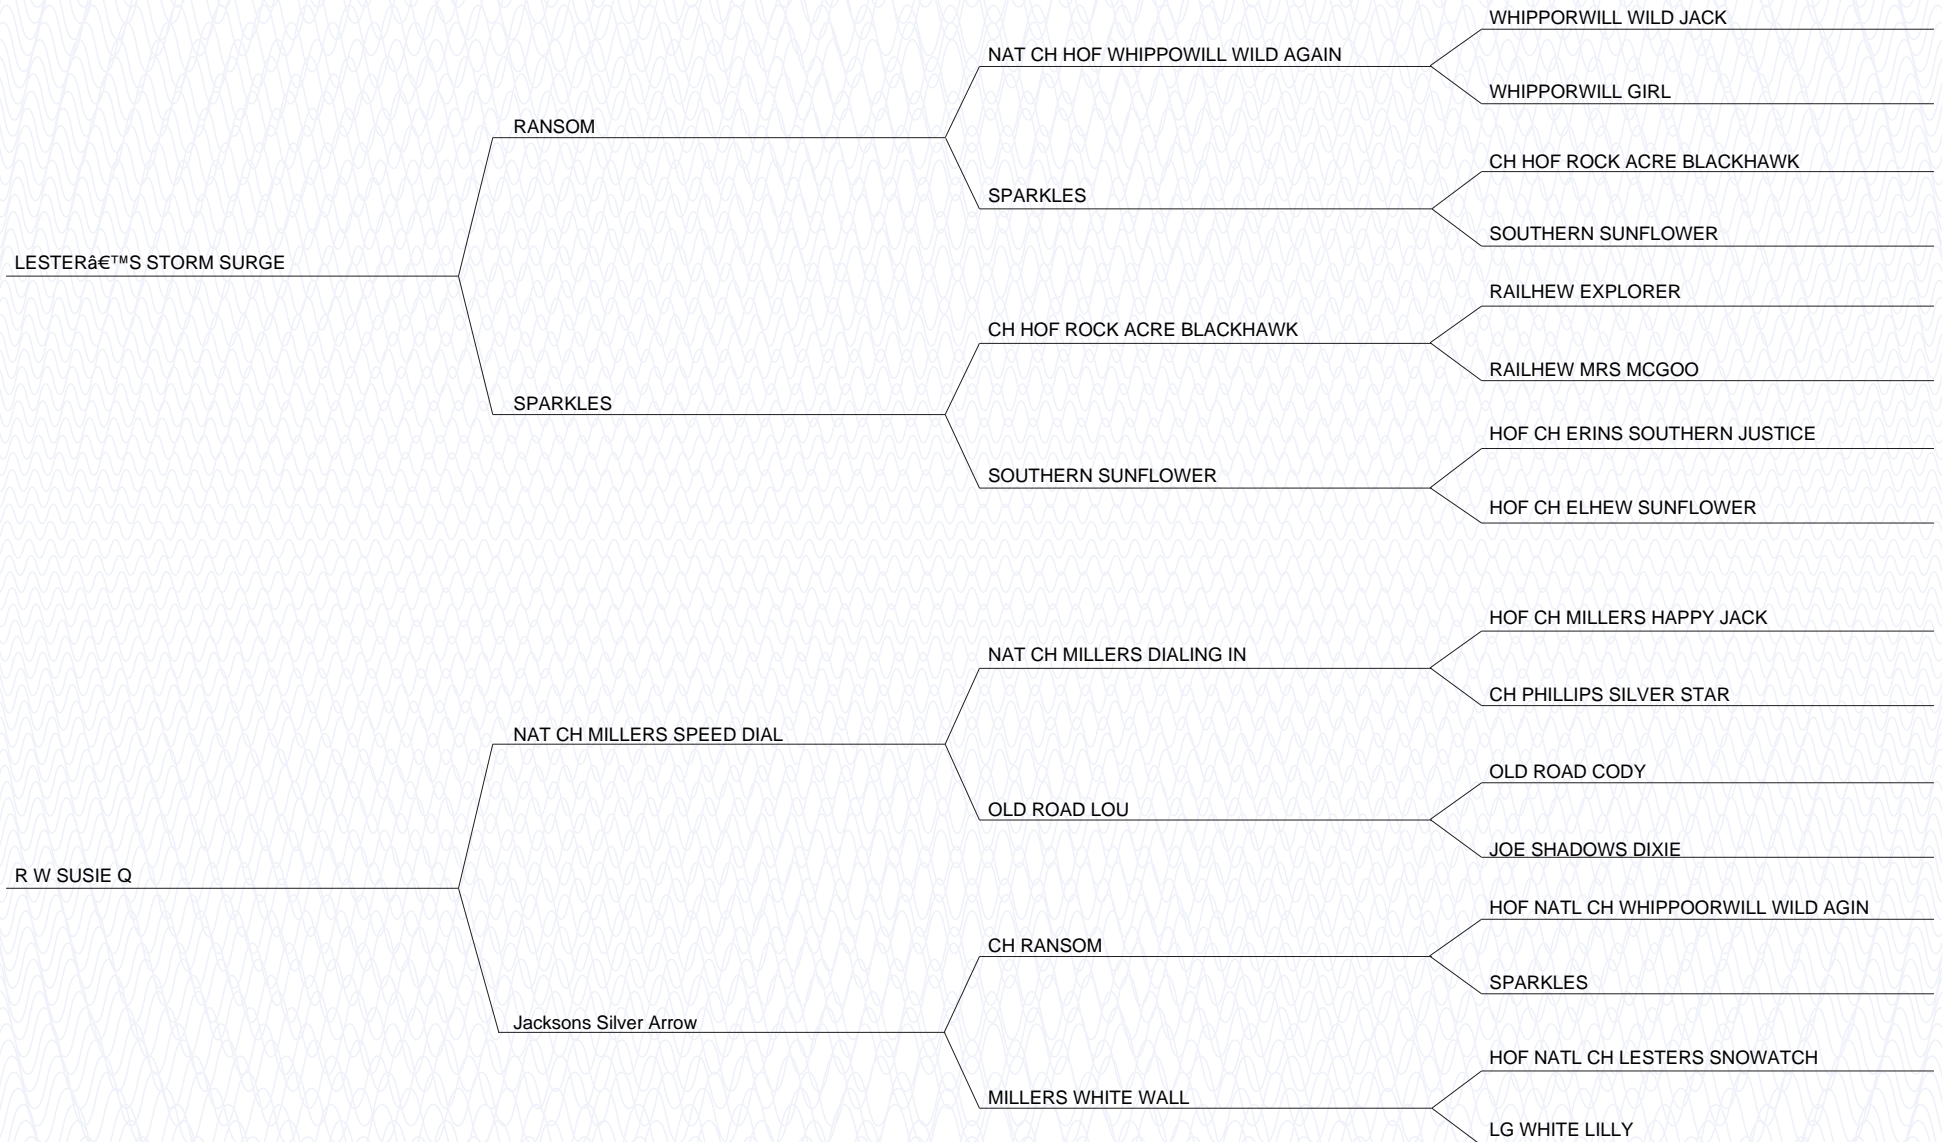 WHIPPORWILL WILD JACK
NAT CH HOF WHIPPOWILL WILD AGAIN
WHIPPORWILL GIRL
RANSOM
CH HOF ROCK ACRE BLACKHAWK
SPARKLES
SOUTHERN SUNFLOWER
LESTERâ€™S STORM SURGE
RAILHEW EXPLORER
CH HOF ROCK ACRE BLACKHAWK
RAILHEW MRS MCGOO
SPARKLES
HOF CH ERINS SOUTHERN JUSTICE
SOUTHERN SUNFLOWER
HOF CH ELHEW SUNFLOWER
HOF CH MILLERS HAPPY JACK
NAT CH MILLERS DIALING IN
CH PHILLIPS SILVER STAR
NAT CH MILLERS SPEED DIAL
OLD ROAD CODY
OLD ROAD LOU
JOE SHADOWS DIXIE
R W SUSIE Q
HOF NATL CH WHIPPOORWILL WILD AGIN
CH RANSOM
SPARKLES
Jacksons Silver Arrow
HOF NATL CH LESTERS SNOWATCH
MILLERS WHITE WALL
LG WHITE LILLY